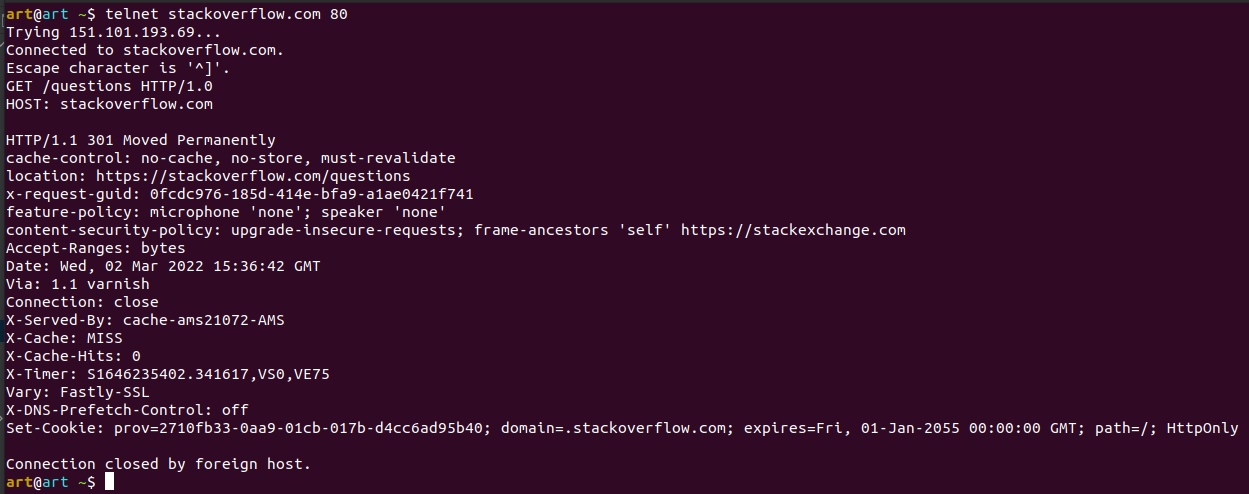 art@art ~$ telnet stackoverflow.com 80
Trying 151.101.193.69...
Connected to stackoverflow.com.
Escape character is '^]'.
GET /questions HTTP/1.0
HOST: stackoverflow.com

HTTP/1.1 301 Moved Permanently
cache-control: no-cache, no-store, must-revalidate
location: https://stackoverflow.com/questions
x-request-guid: 0fcdc976-185d-414e-bfa9-a1ae0421f741
feature-policy: microphone 'none'; speaker 'none'
content-security-policy: upgrade-insecure-requests; frame-ancestors 'self' https://stackexchange.com
Accept-Ranges: bytes
Date: Wed, 02 Mar 2022 15:36:42 GMT
Via: 1.1 varnish
Connection: close
X-Served-By: cache-ams21072-AMS
X-Cache: MISS
X-Cache-Hits: 0
X-Timer: S1646235402.341617,VS0,VE75
Vary: Fastly-SSL
X-DNS-Prefetch-Control: off
Set-Cookie: prov=2710fb33-0aa9-01cb-017b-d4cc6ad95b40; domain=.stackoverflow.com; expires=Fri, 01-Jan-2055 00:00:00 GMT; path=/; HttpOnly

Connection closed by foreign host.
art@art ~$